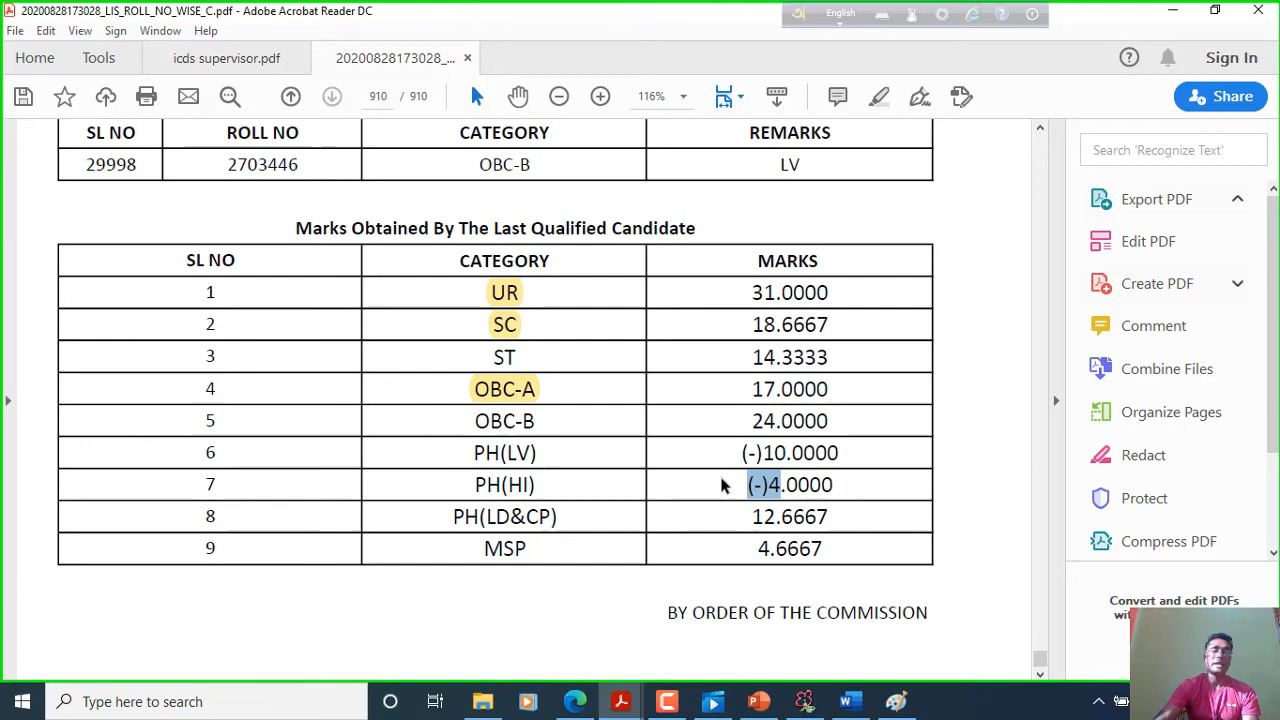 20200828173028_LIS_ROLL_NO_WISE_C.pdf - Adobe Acrobat Reader DC
English
File Edit View Sign Window Help
Home Tools icds supervisor.pdf 20200828173028_... × Sign In
910 / 910 116% Share
SL NO ROLL NO CATEGORY REMARKS
29998 2703446 OBC-B LV
Marks Obtained By The Last Qualified Candidate
SL NO CATEGORY MARKS
1 UR 31.0000
2 SC 18.6667
3 ST 14.3333
4 OBC-A 17.0000
5 OBC-B 24.0000
6 PH(LV) (-)10.0000
7 PH(HI) (-)4.0000
8 PH(LD&CP) 12.6667
9 MSP 4.6667
BY ORDER OF THE COMMISSION
Search 'Recognize Text'
Export PDF
Edit PDF
Create PDF
Comment
Combine Files
Organize Pages
Redact
Protect
Compress PDF
Convert and edit PDFs
Type here to search